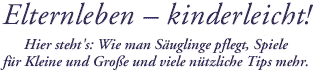 Elternleben – kinderleicht!
Hier steht's: Wie man Säuglinge pflegt, Spiele
für Kleine und Große und viele nützliche Tips mehr.